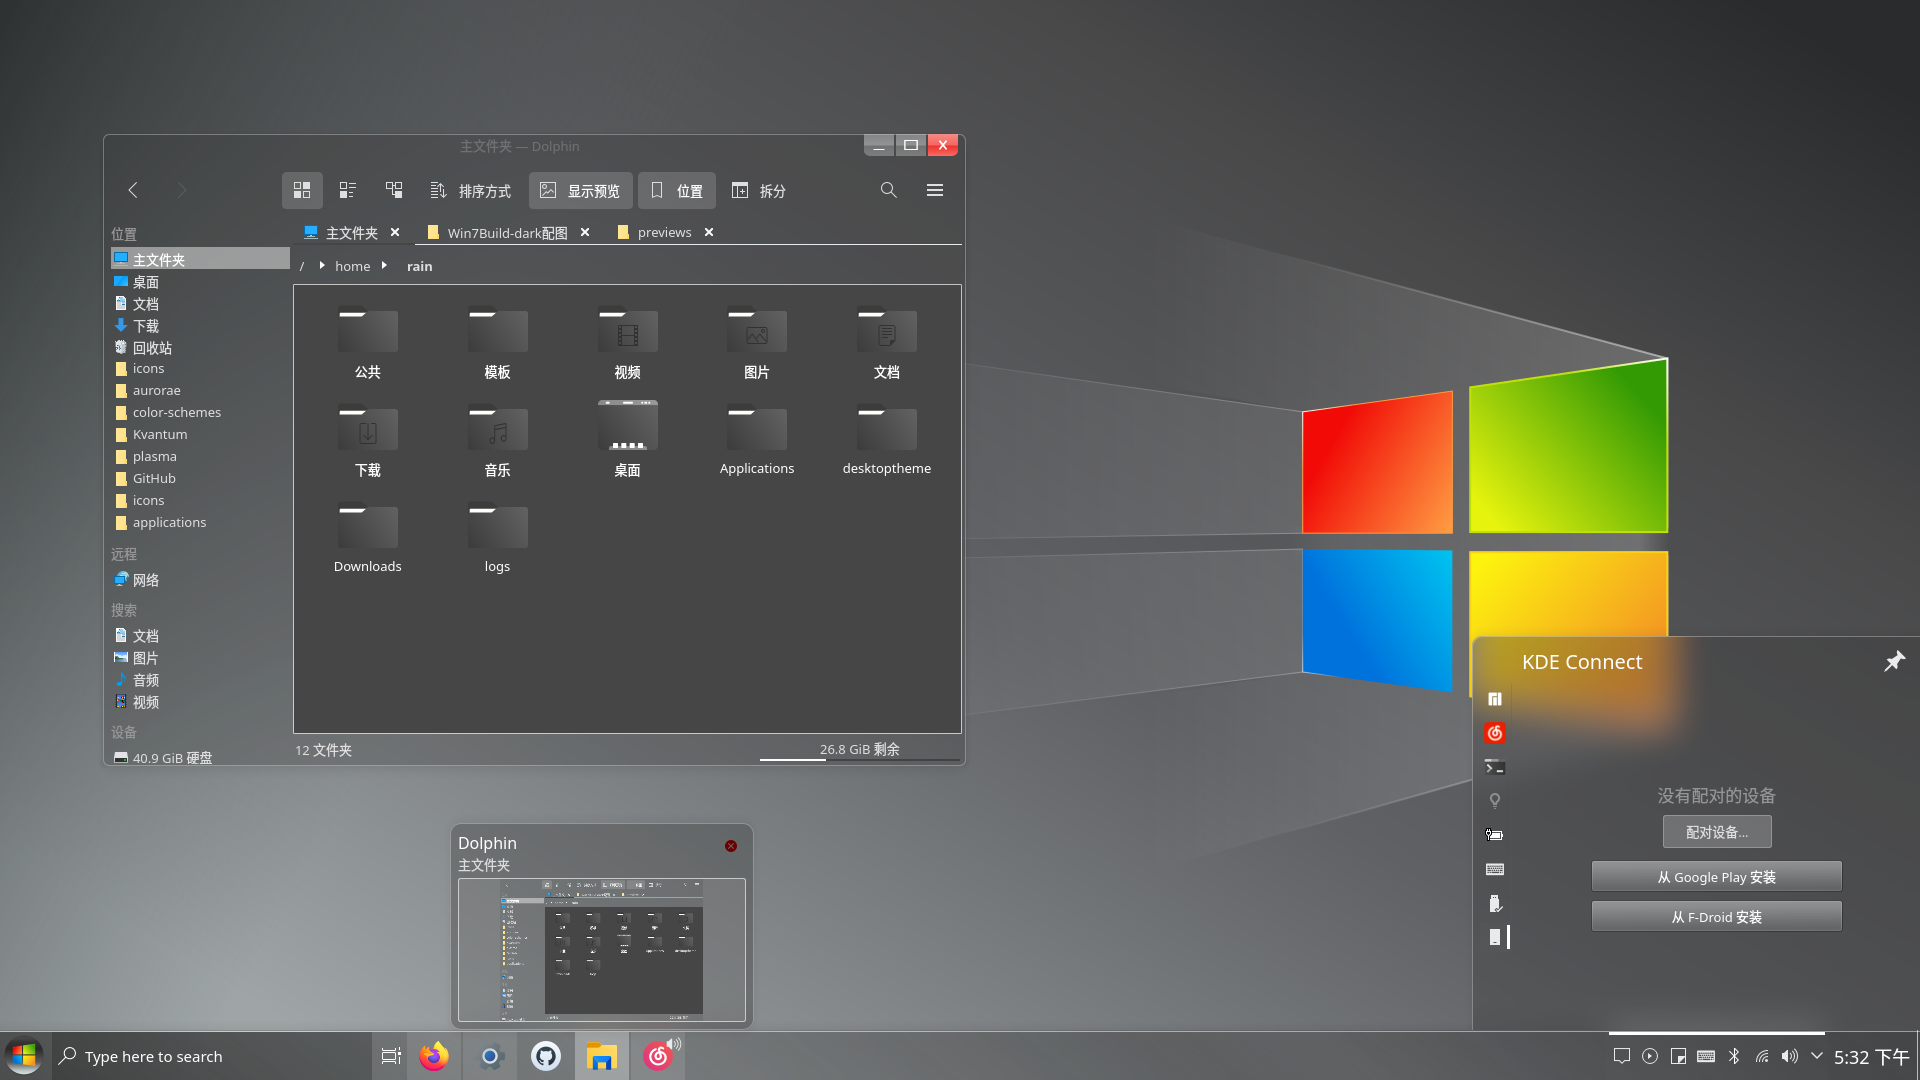 主文件夹 — Dolphin
排序方式
显示预览
位置
拆分
主文件夹
Win7Build-dark配图
previews
/ home rain
位置
主文件夹
桌面
文档
下载
回收站
icons
aurorae
color-schemes
Kvantum
plasma
GitHub
icons
applications
远程
网络
搜索
文档
图片
音频
视频
设备
40.9 GiB 硬盘
公共
模板
视频
图片
文档
下载
音乐
桌面
Applications
desktoptheme
Downloads
logs
12 文件夹
26.8 GiB 剩余
KDE Connect
没有配对的设备
配对设备...
从 Google Play 安装
从 F-Droid 安装
Dolphin
主文件夹
Type here to search
5:32 下午